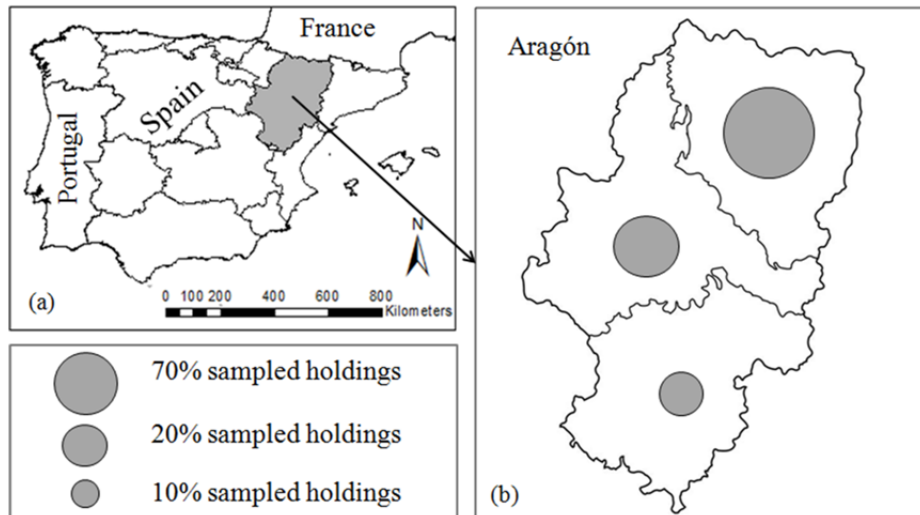 France
Spain
Portugal
N
(a)
0 100 200 400 600 800
Kilometers
70% sampled holdings
20% sampled holdings
10% sampled holdings
Aragón
(b)